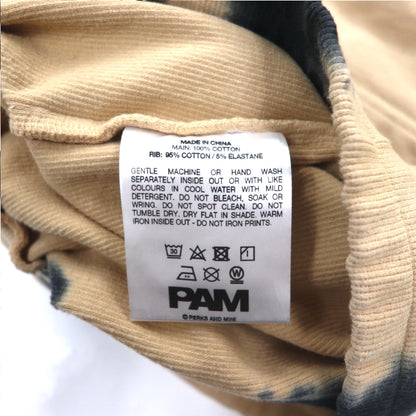 MADE IN CHINA
MAIN: 100% COTTON
RIB: 95% COTTON / 5% ELASTANE
GENTLE MACHINE OR HAND WASH
SEPARATELY INSIDE OUT OR WITH LIKE
COLOURS IN COOL WATER WITH MILD
DETERGENT. DO NOT BLEACH, SOAK OR
WRING. DO NOT SPOT CLEAN. DO NOT
TUMBLE DRY. DRY FLAT IN SHADE. WARM
IRON INSIDE OUT - DO NOT IRON PRINTS.
30
1
W
PAM
© PERKS AND MINI